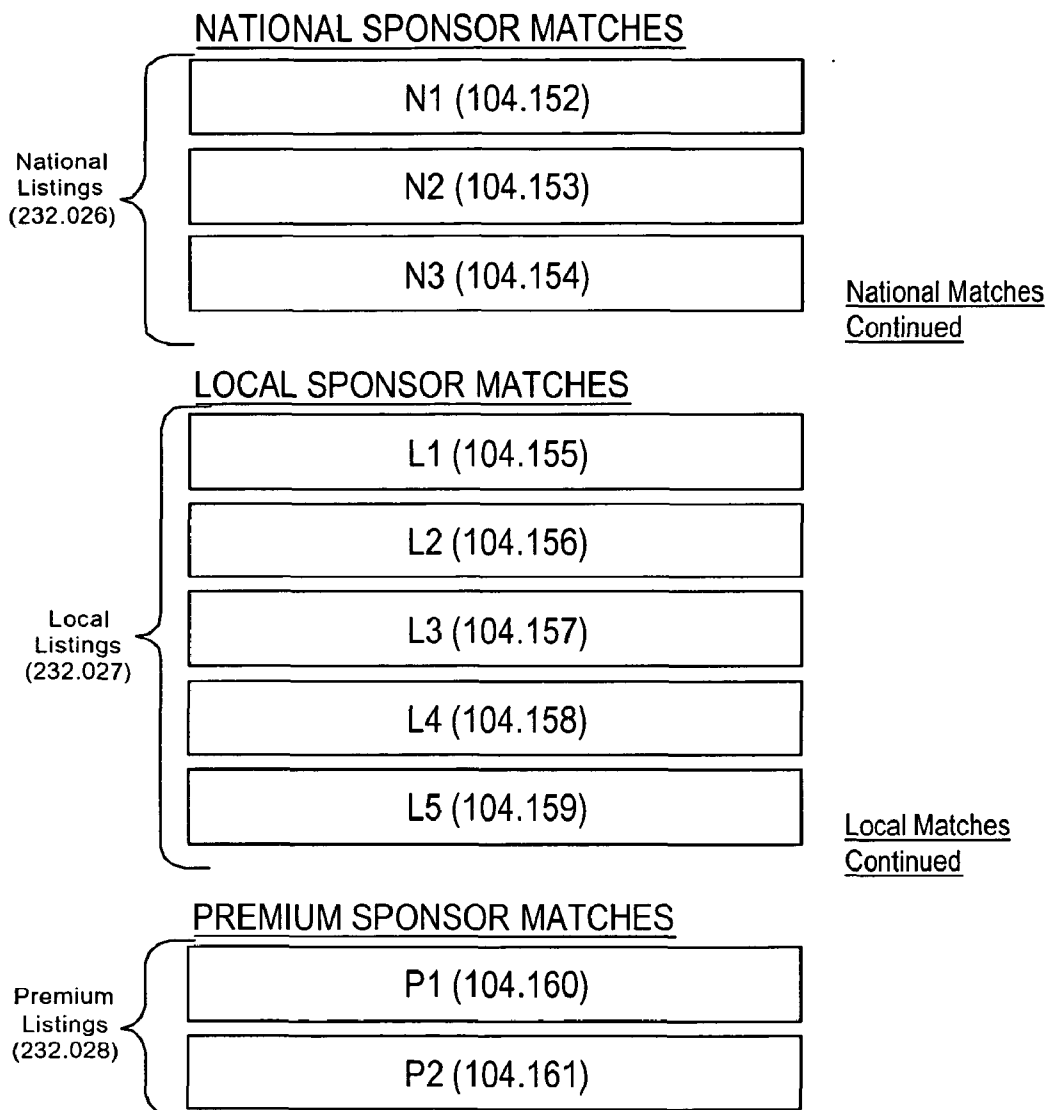 NATIONAL SPONSOR MATCHES
N1 (104.152)
National
Listings
(232.026)
N2 (104.153)
N3 (104.154)
National Matches
Continued
LOCAL SPONSOR MATCHES
L1 (104.155)
L2 (104.156)
Local
Listings
(232.027)
L3 (104.157)
L4 (104.158)
L5 (104.159)
Local Matches
Continued
PREMIUM SPONSOR MATCHES
P1 (104.160)
Premium
Listings
(232.028)
P2 (104.161)